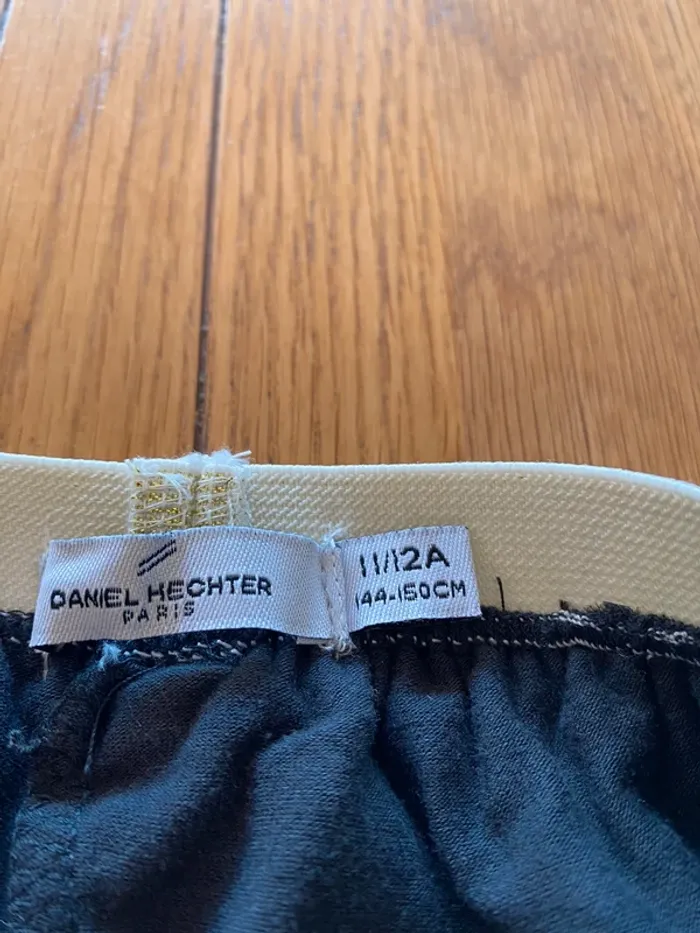 DANIEL HECHTER
PARIS
11/12A
144-150CM